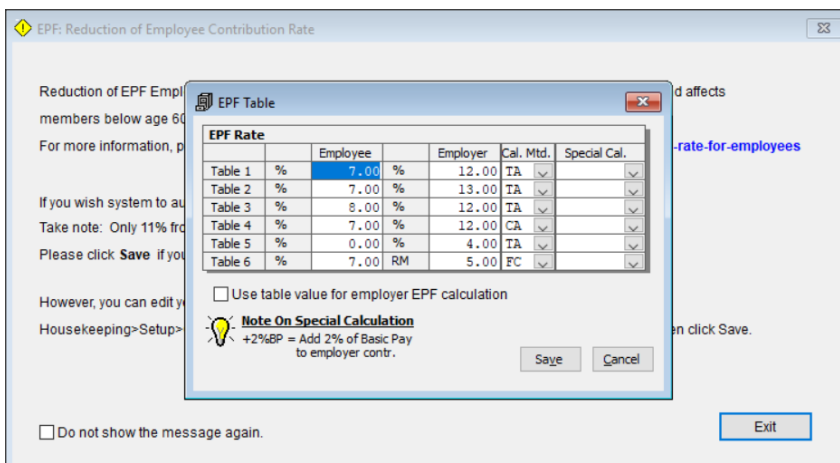 EPF: Reduction of Employee Contribution Rate
Reduction of EPF Empl
d affects
members below age 60
For more information, p
-rate-for-employees
If you wish system to au
Take note: Only 11% fro
Please click Save if you
However, you can edit y
Housekeeping>Setup>
en click Save.
EPF Table
EPF Rate
Employee Employer Cal. Mtd. Special Cal.
Table 1 % 7.00 % 12.00 TA
Table 2 % 7.00 % 13.00 TA
Table 3 % 8.00 % 12.00 TA
Table 4 % 7.00 % 12.00 CA
Table 5 % 0.00 % 4.00 TA
Table 6 % 7.00 RM 5.00 FC
Use table value for employer EPF calculation
Note On Special Calculation
+2%BP = Add 2% of Basic Pay
to employer contr.
Save Cancel
Do not show the message again.
Exit